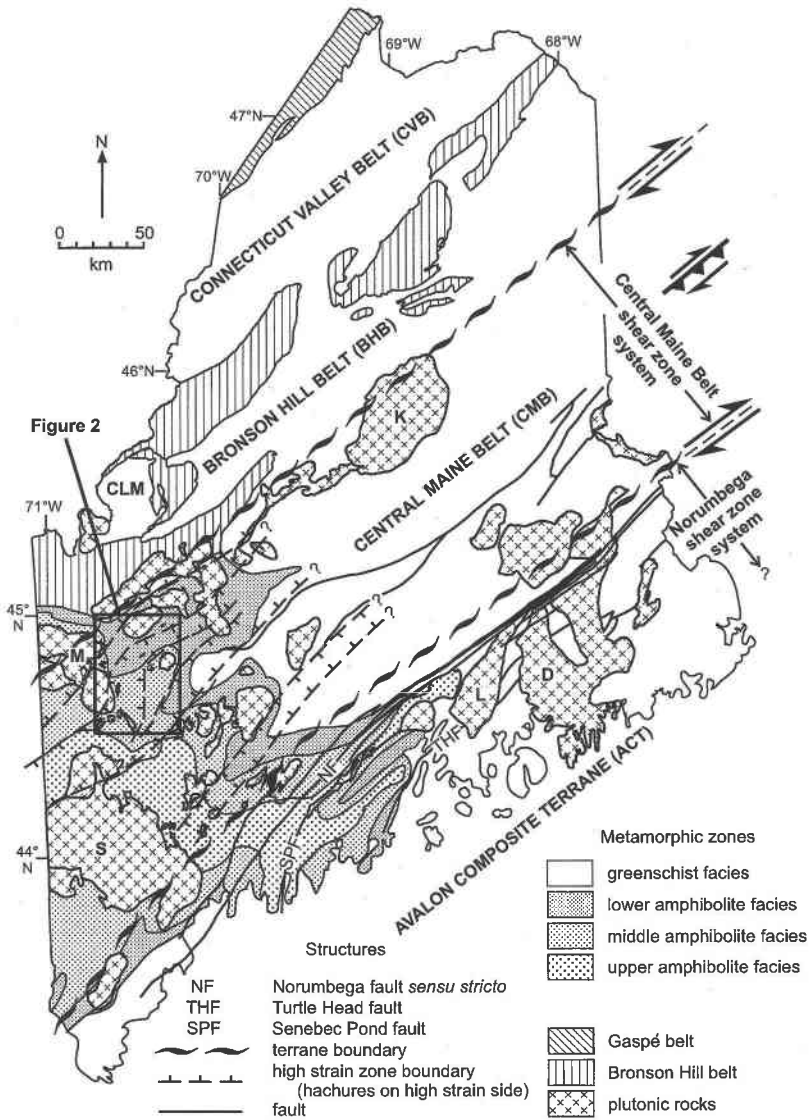 69°W
68°W
47°N
N
70°W
0 50
km
CONNECTICUT VALLEY BELT (CVB)
Central Maine Belt
shear zone
system
46°N
BRONSON HILL BELT (BHB)
K
Figure 2
CLM
CENTRAL MAINE BELT (CMB)
71°W
Norumbega
shear zone
system
?
?
?
?
45°
N
M
L
D
THF
NF
S
SPF
44°
N
AVALON COMPOSITE TERRANE (ACT)
Metamorphic zones
greenschist facies
lower amphibolite facies
middle amphibolite facies
upper amphibolite facies
Structures
NF Norumbega fault sensu stricto
THF Turtle Head fault
SPF Senebec Pond fault
terrane boundary
high strain zone boundary
(hachures on high strain side)
fault
Gaspé belt
Bronson Hill belt
plutonic rocks